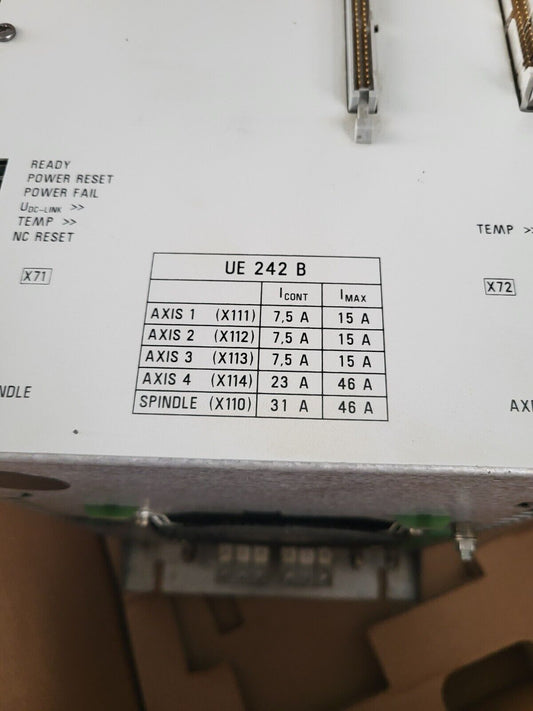 READY
POWER RESET
POWER FAIL
UDC-LINK >>
TEMP >>
NC RESET
TEMP >
X71
X72
UE 242 B
ICONT IMAX
AXIS 1 (X111) 7,5 A 15 A
AXIS 2 (X112) 7,5 A 15 A
AXIS 3 (X113) 7,5 A 15 A
AXIS 4 (X114) 23 A 46 A
SPINDLE (X110) 31 A 46 A
NDLE
AXI